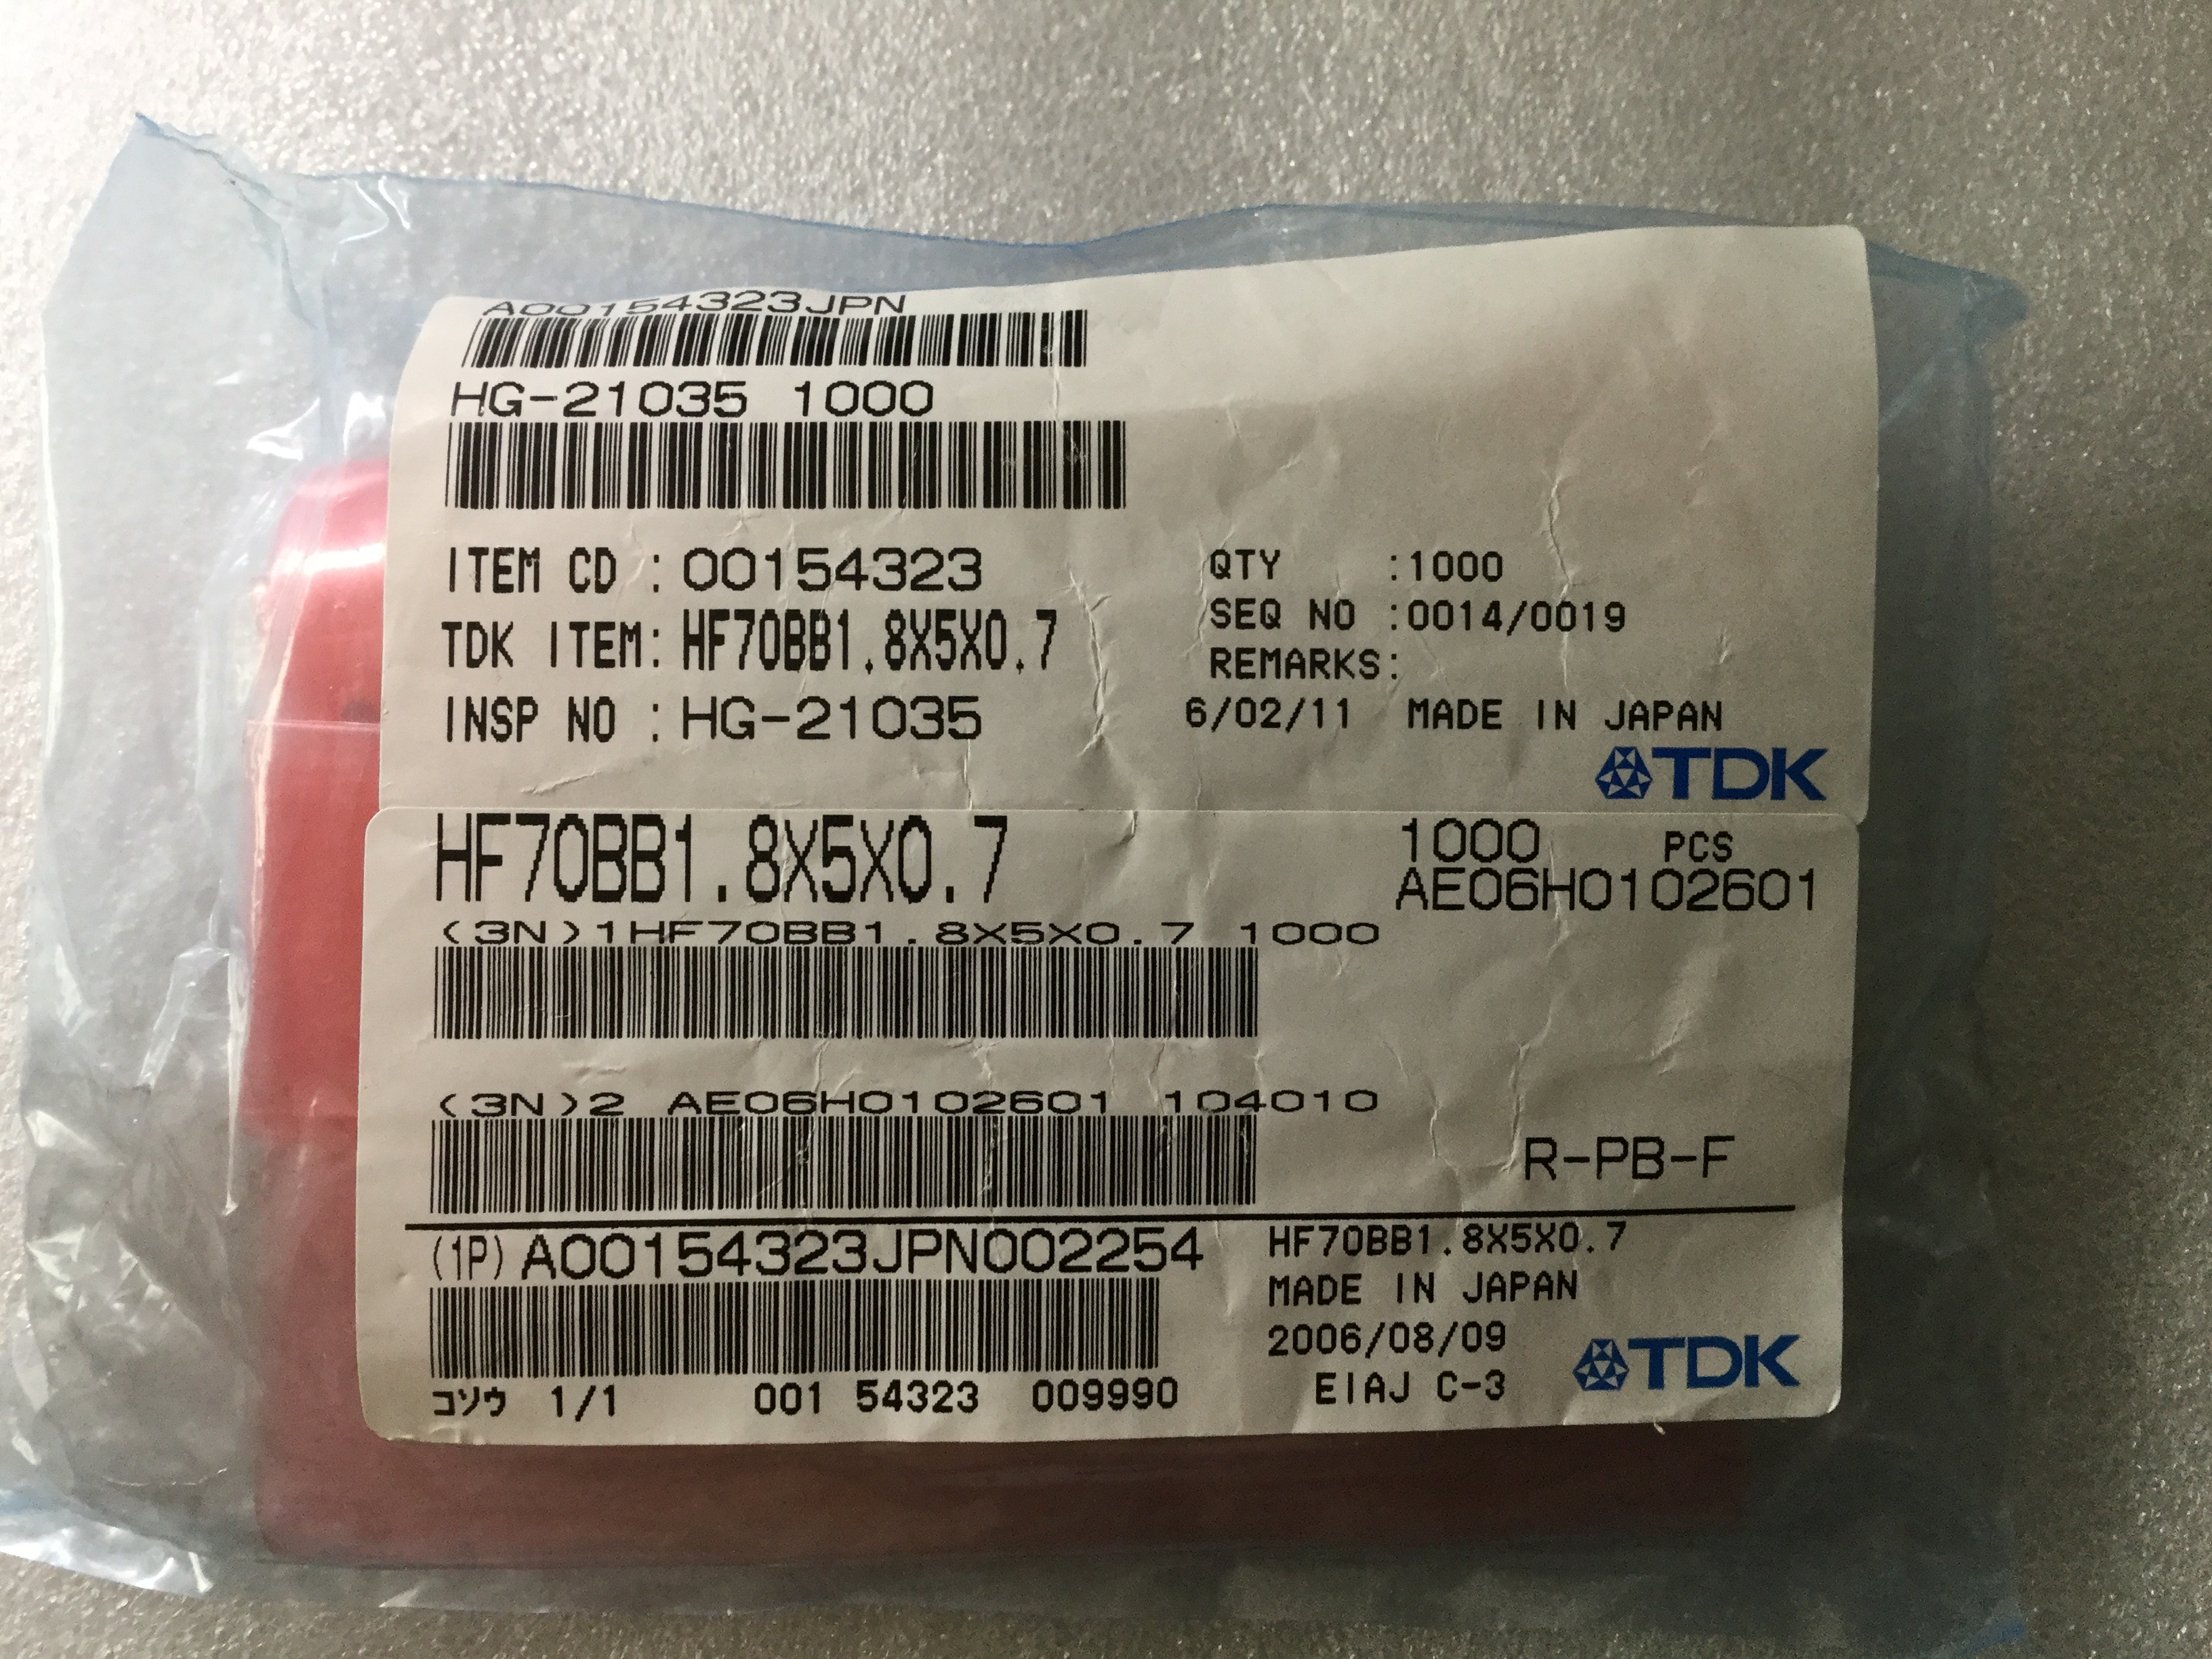 A00154323JPN
HG-21035 1000
ITEM CD : 00154323
TDK ITEM: HF70BB1.8X5X0.7
INSP NO : HG-21035
QTY :1000
SEQ NO :0014/0019
REMARKS:
6/02/11 MADE IN JAPAN
TDK
HF70BB1.8X5X0.7
1000 PCS
AE06H0102601
(3N)1HF70BB1.8X5X0.7 1000
(3N)2 AE06H0102601 104010
R-PB-F
(1P) A00154323JPN002254
コソウ 1/1 001 54323 009990
HF70BB1.8X5X0.7
MADE IN JAPAN
2006/08/09
EIAJ C-3
TDK